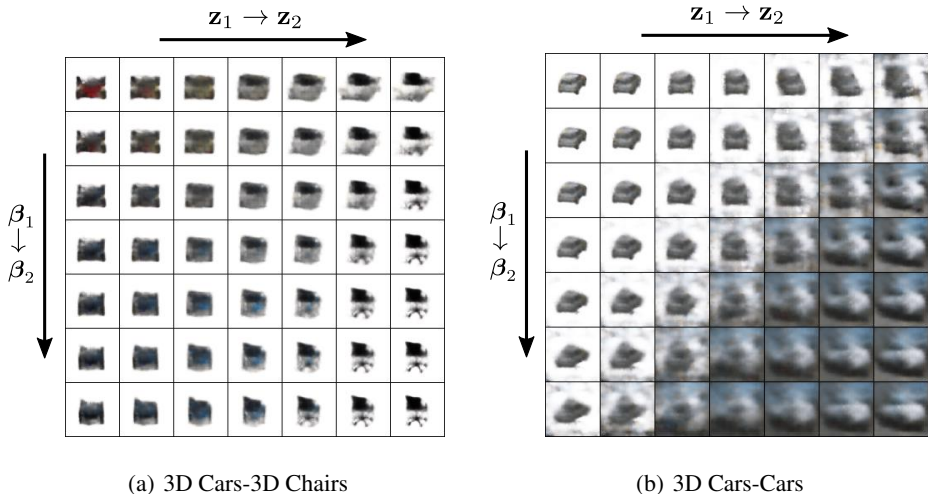 z₁ → z₂
z₁ → z₂
β₁
↓
β₂
β₁
↓
β₂
(a) 3D Cars-3D Chairs
(b) 3D Cars-Cars